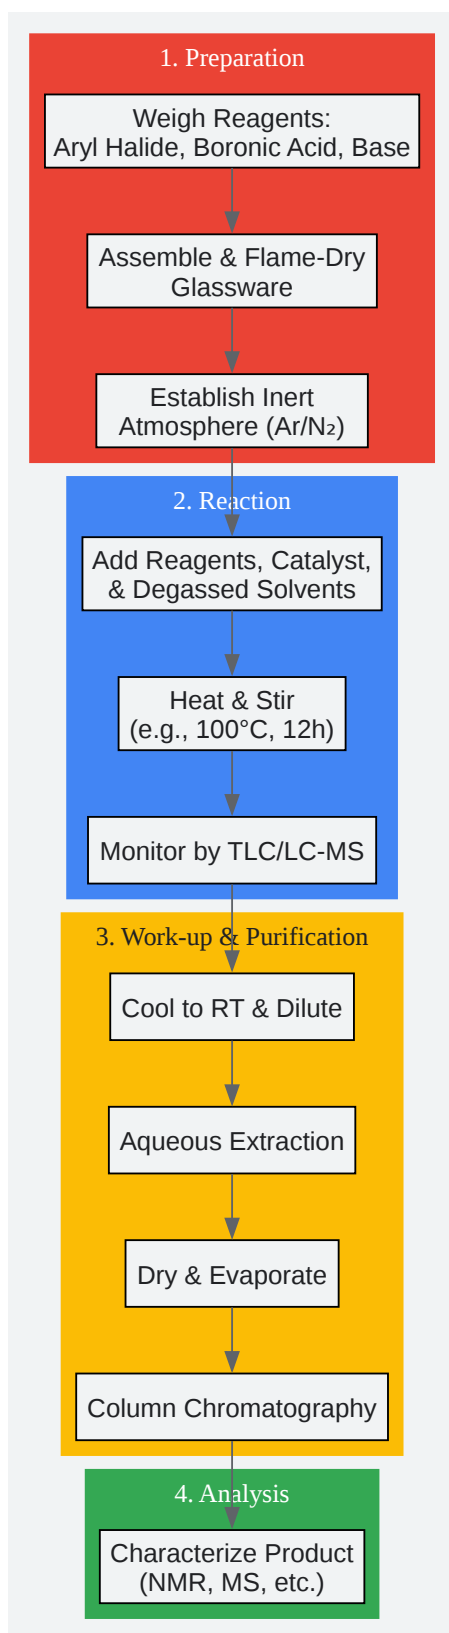 1. Preparation
Weigh Reagents:
Aryl Halide, Boronic Acid, Base
Assemble & Flame-Dry
Glassware
Establish Inert
Atmosphere (Ar/N₂)
2. Reaction
Add Reagents, Catalyst,
& Degassed Solvents
Heat & Stir
(e.g., 100°C, 12h)
Monitor by TLC/LC-MS
3. Work-up & Purification
Cool to RT & Dilute
Aqueous Extraction
Dry & Evaporate
Column Chromatography
4. Analysis
Characterize Product
(NMR, MS, etc.)